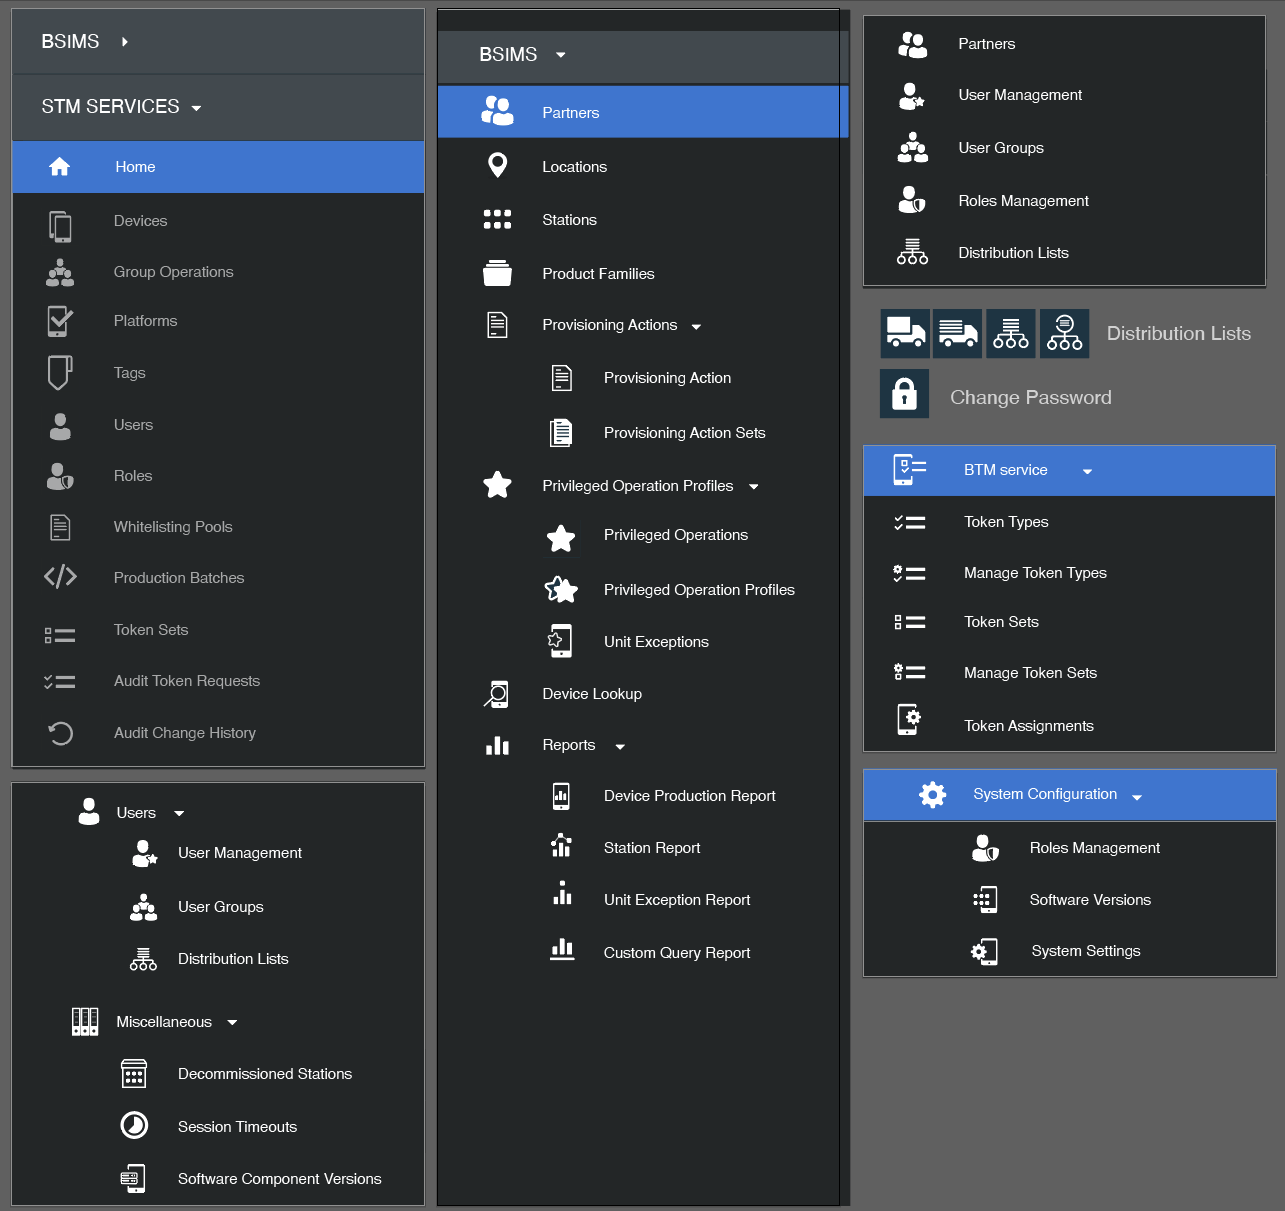 BSIMS
STM SERVICES
Home
Devices
Group Operations
Platforms
Tags
Users
Roles
Whitelisting Pools
Production Batches
Token Sets
Audit Token Requests
Audit Change History
Users
User Management
User Groups
Distribution Lists
Miscellaneous
Decommissioned Stations
Session Timeouts
Software Component Versions
BSIMS
Partners
Locations
Stations
Product Families
Provisioning Actions
Provisioning Action
Provisioning Action Sets
Privileged Operation Profiles
Privileged Operations
Privileged Operation Profiles
Unit Exceptions
Device Lookup
Reports
Device Production Report
Station Report
Unit Exception Report
Custom Query Report
Partners
User Management
User Groups
Roles Management
Distribution Lists
Distribution Lists
Change Password
BTM service
Token Types
Manage Token Types
Token Sets
Manage Token Sets
Token Assignments
System Configuration
Roles Management
Software Versions
System Settings